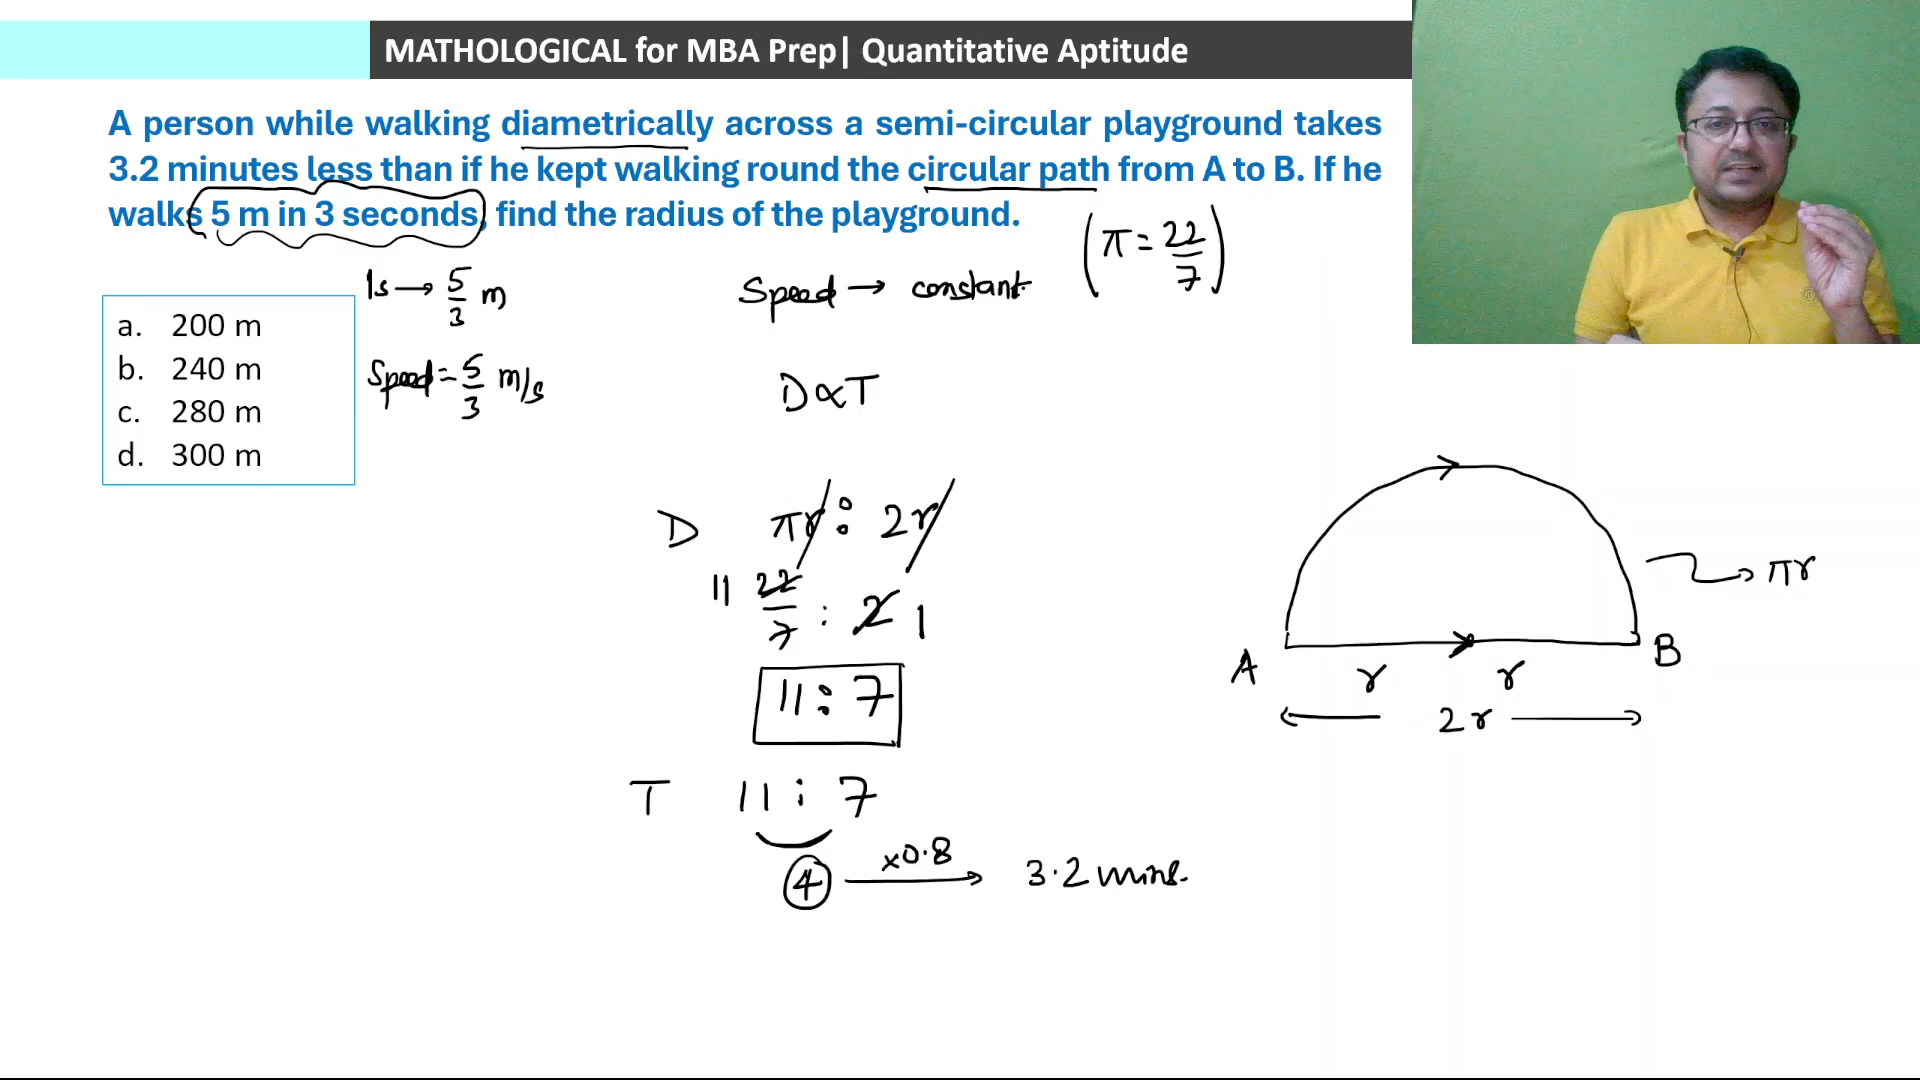 MATHOLOGICAL for MBA Prep| Quantitative Aptitude
A person while walking diametrically across a semi-circular playground takes
3.2 minutes less than if he kept walking round the circular path from A to B. If he
walks 5 m in 3 seconds, find the radius of the playground.
(π = 22/7)
1s → 5/3 m
Speed → constant
a. 200 m
b. 240 m
c. 280 m
d. 300 m
Speed = 5/3 m/s
D∝T
D πr : 2r
11 22/7 : 2 1
11 : 7
T 11 : 7
4 ×0.8 → 3.2 mins.
→ πr
A B
r r
2r